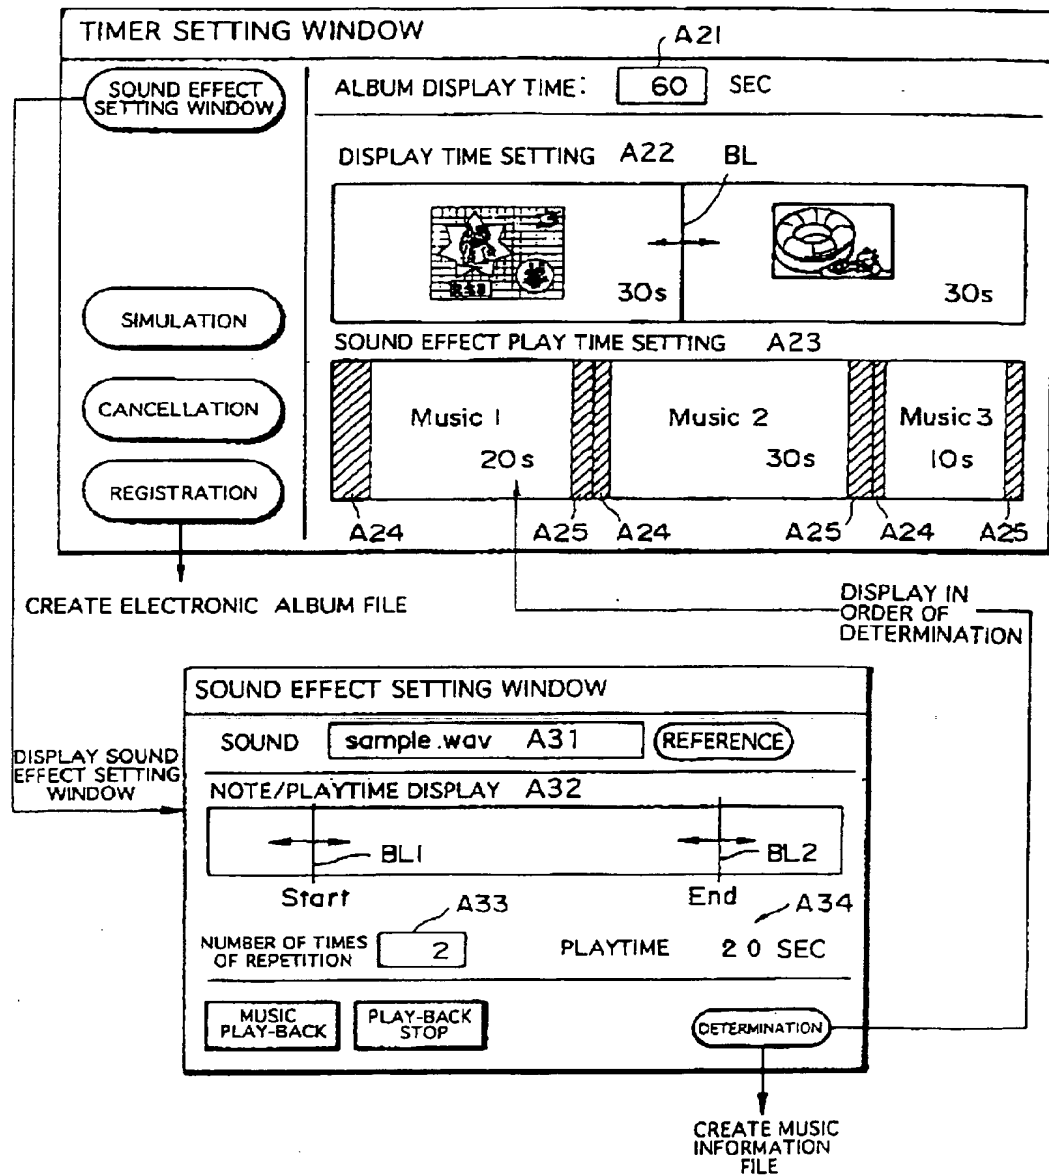 TIMER SETTING WINDOW
A21
SOUND EFFECT
SETTING WINDOW
ALBUM DISPLAY TIME: 60 SEC
DISPLAY TIME SETTING A22 BL
30s
30s
SIMULATION
SOUND EFFECT PLAY TIME SETTING A23
CANCELLATION
Music 1
20s
Music 2
30s
Music 3
10s
REGISTRATION
A24 A25 A24 A25 A24 A25
CREATE ELECTRONIC ALBUM FILE
DISPLAY IN
ORDER OF
DETERMINATION
SOUND EFFECT SETTING WINDOW
SOUND sample.wav A31 REFERENCE
DISPLAY SOUND
EFFECT SETTING
WINDOW
NOTE/PLAYTIME DISPLAY A32
BL1 BL2
Start End
A33 A34
NUMBER OF TIMES
OF REPETITION
2
PLAYTIME 20 SEC
MUSIC
PLAY-BACK
PLAY-BACK
STOP
DETERMINATION
CREATE MUSIC
INFORMATION
FILE